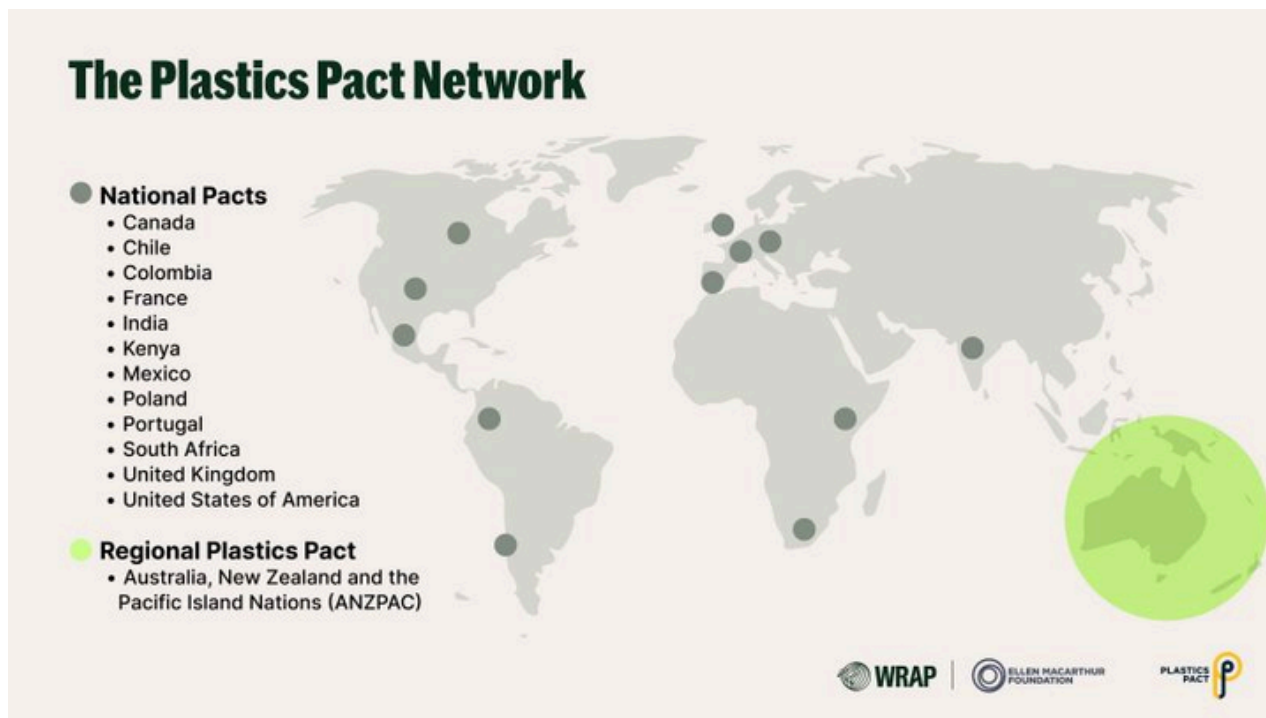 The Plastics Pact Network
National Pacts
• Canada
• Chile
• Colombia
• France
• India
• Kenya
• Mexico
• Poland
• Portugal
• South Africa
• United Kingdom
• United States of America
Regional Plastics Pact
• Australia, New Zealand and the
Pacific Island Nations (ANZPAC)
WRAP
ELLEN MACARTHUR
FOUNDATION
PLASTICS
PACT